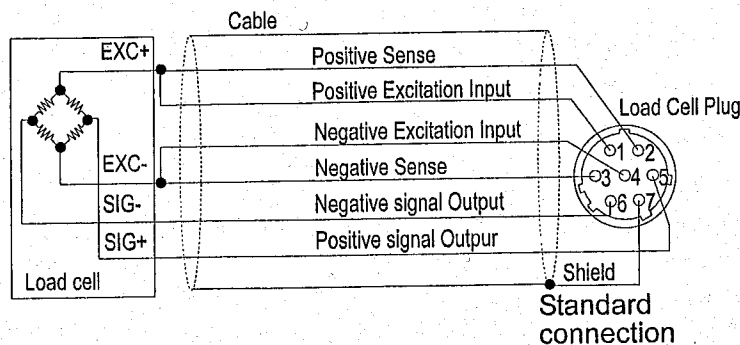 Cable
EXC+
Positive Sense
Positive Excitation Input
Load Cell Plug
Negative Excitation Input
1 2
EXC-
Negative Sense
3 4 5
SIG-
Negative signal Output
6 7
SIG+
Positive signal Outpur
Load cell
Shield
Standard
connection